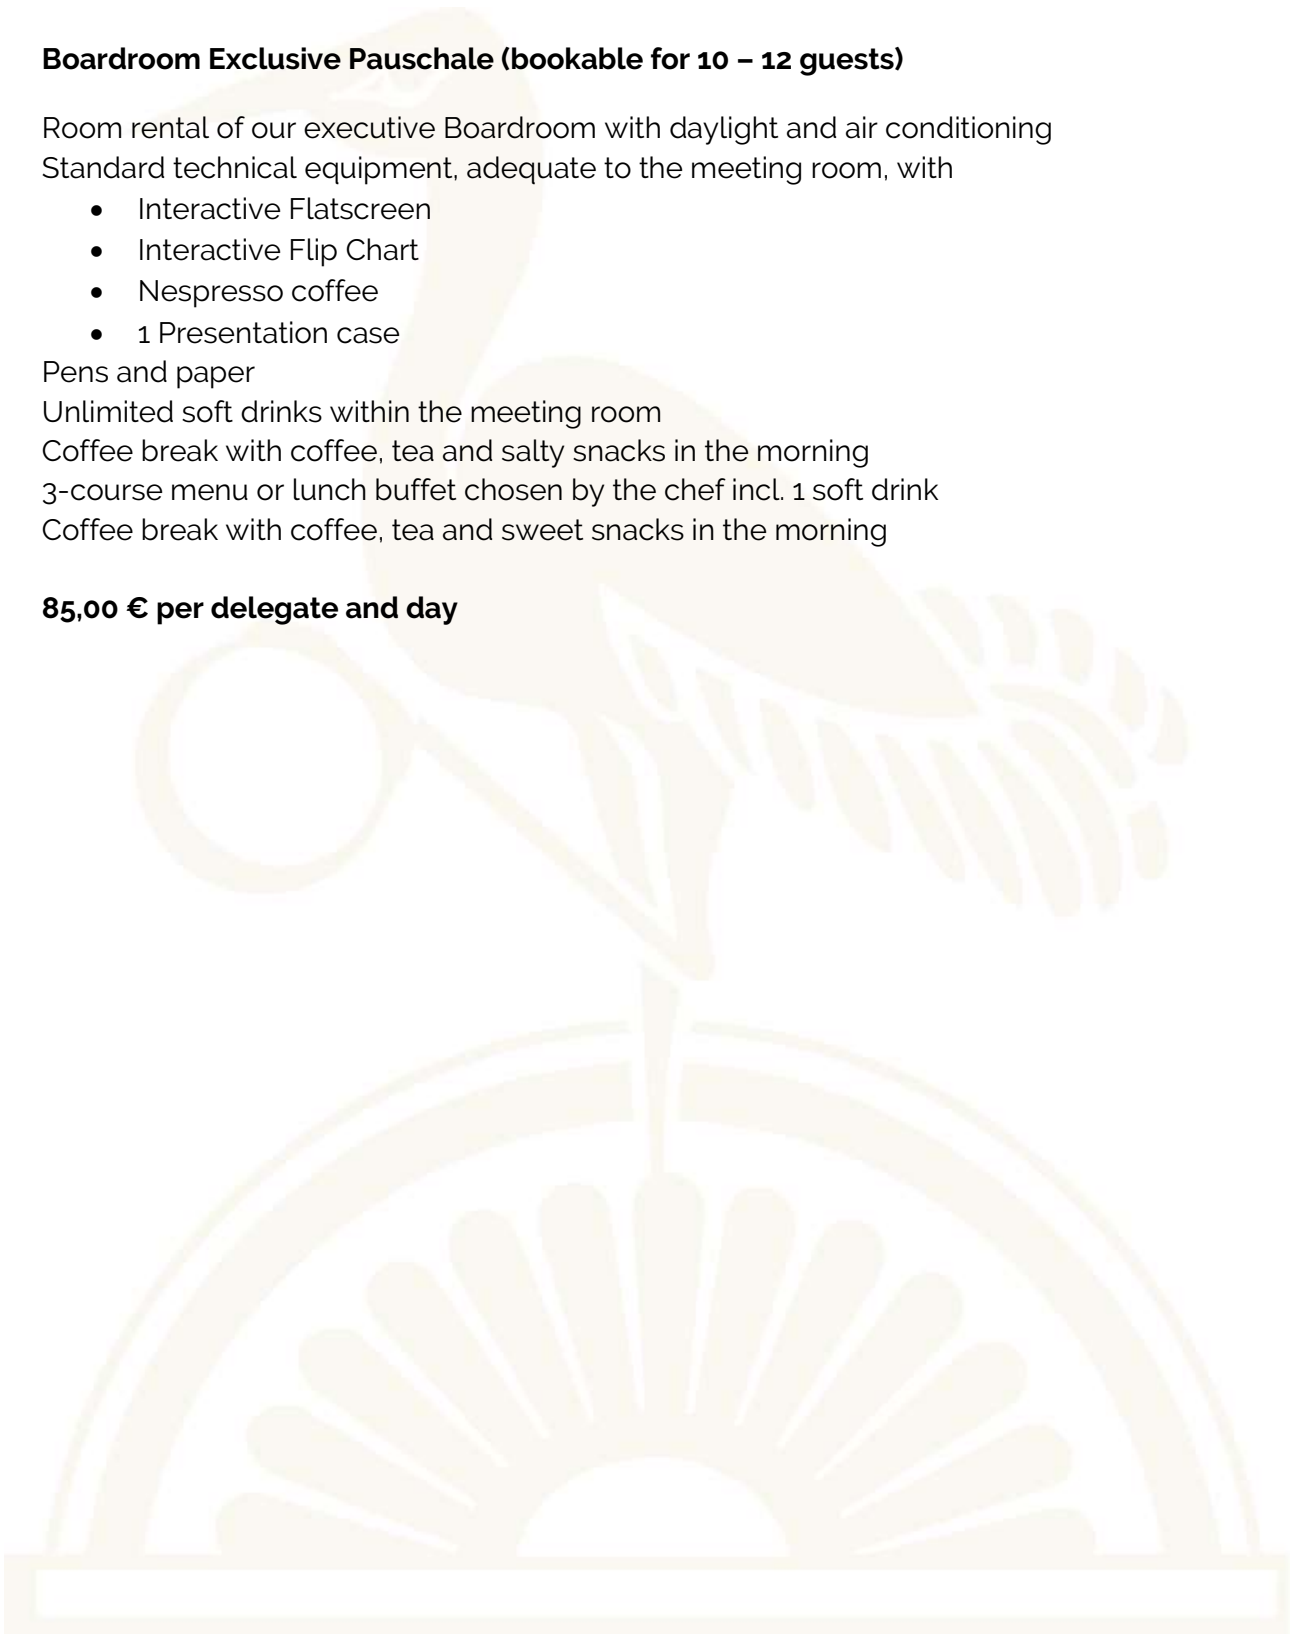 Boardroom Exclusive Pauschale (bookable for 10 – 12 guests)
Room rental of our executive Boardroom with daylight and air conditioning
Standard technical equipment, adequate to the meeting room, with
• Interactive Flatscreen
• Interactive Flip Chart
• Nespresso coffee
• 1 Presentation case
Pens and paper
Unlimited soft drinks within the meeting room
Coffee break with coffee, tea and salty snacks in the morning
3-course menu or lunch buffet chosen by the chef incl. 1 soft drink
Coffee break with coffee, tea and sweet snacks in the morning
85,00 € per delegate and day